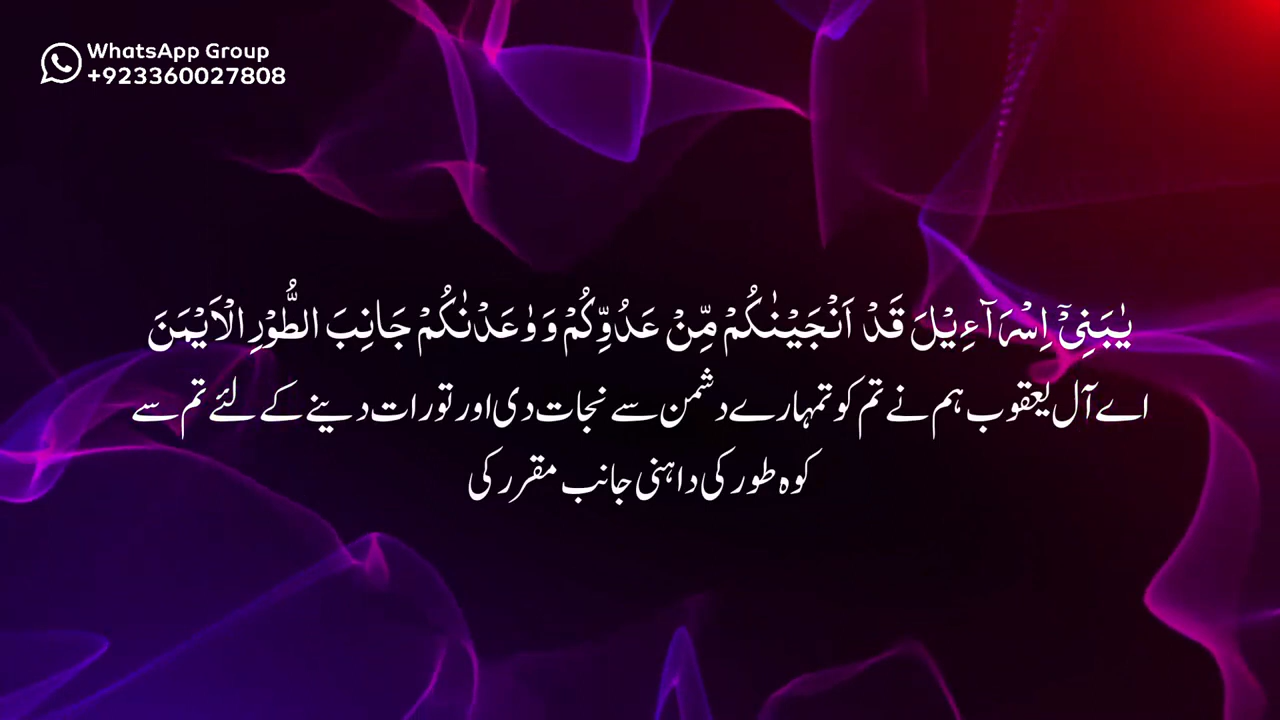 WhatsApp Group
+923360027808
يٰبَنِىْۤ اِسْرَآءِيْلَ قَدْ اَنْجَيْنٰكُمْ مِّنْ عَدُوِّكُمْ وَوٰعَدْنٰكُمْ جَانِبَ الطُّوْرِ الْاَيْمَنَ
اے آل یعقوب ہم نے تم کو تمہارے دشمن سے نجات دی اور تورات دینے کے لئے تم سے
کوہ طور کی داہنی جانب مقرر کی